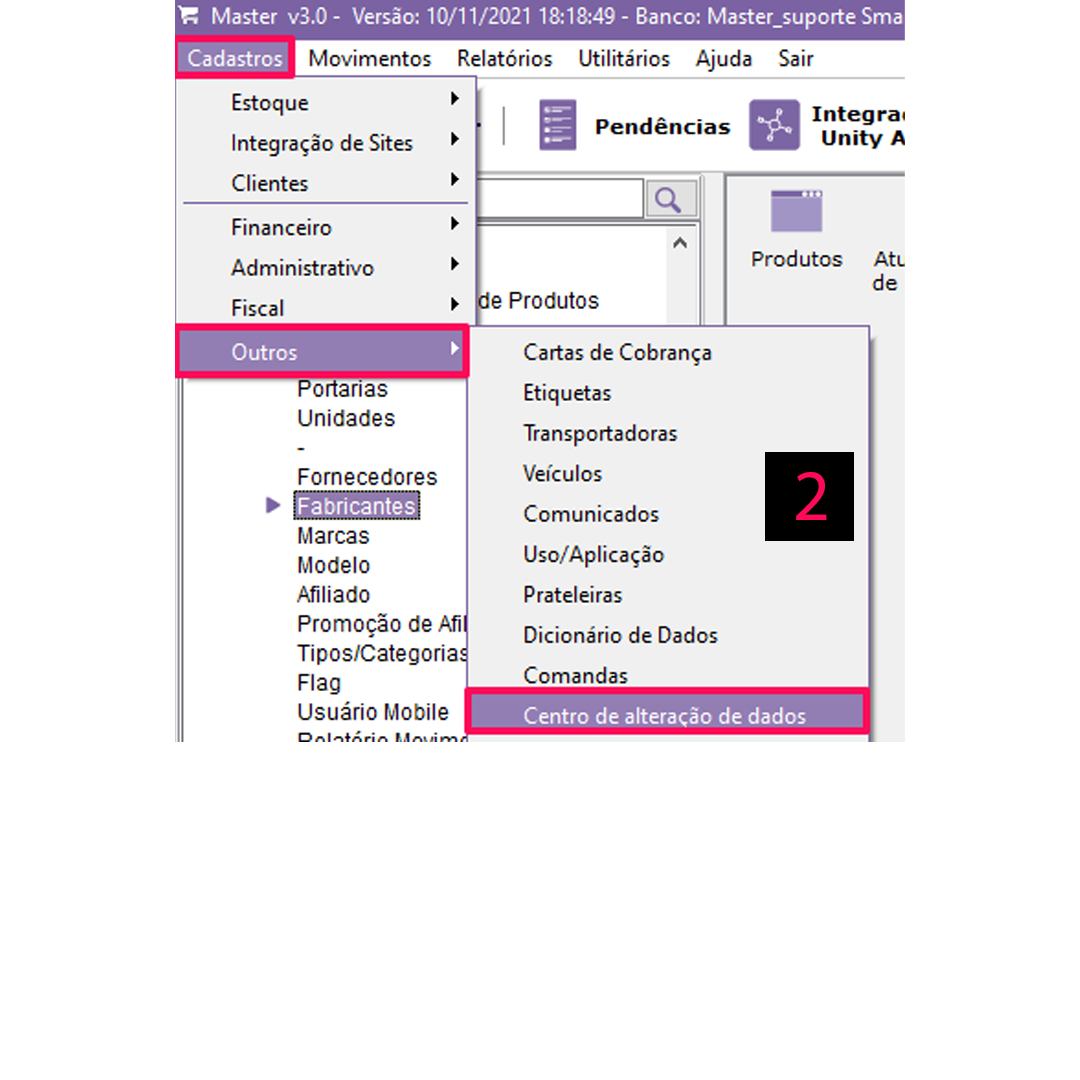 Master v3.0 - Versão: 10/11/2021 18:18:49 - Banco: Master_suporte Sma
Cadastros Movimentos Relatórios Utilitários Ajuda Sair
Estoque
Integração de Sites
Clientes
Financeiro
Administrativo
Fiscal
Outros
Pendências
Integra
Unity A
Produtos
Atu
de
de Produtos
Portarias
Unidades
-
Fornecedores
Fabricantes
Marcas
Modelo
Afiliado
Promoção de Afil
Tipos/Categorias
Flag
Usuário Mobile
Relatório Movime
Cartas de Cobrança
Etiquetas
Transportadoras
Veículos
Comunicados
Uso/Aplicação
Prateleiras
Dicionário de Dados
Comandas
Centro de alteração de dados
2